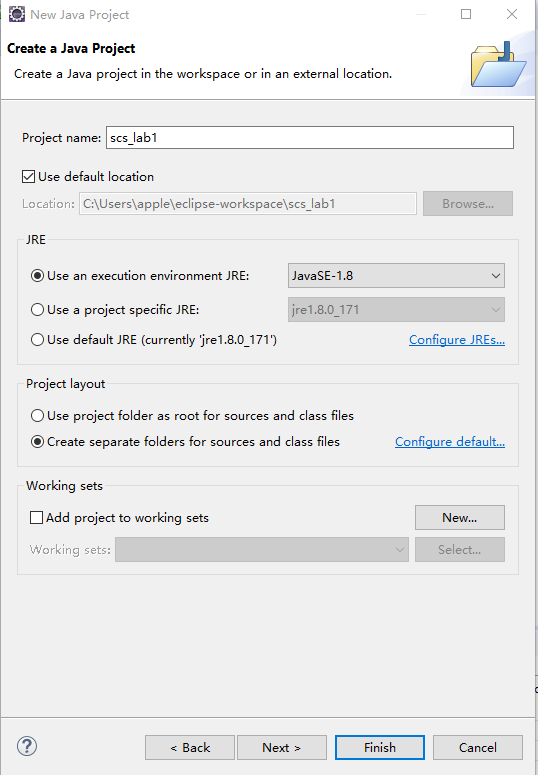 New Java Project
Create a Java Project
Create a Java project in the workspace or in an external location.
Project name: scs_lab1
Use default location
Location: C:\Users\apple\eclipse-workspace\scs_lab1 Browse...
JRE
Use an execution environment JRE: JavaSE-1.8
Use a project specific JRE: jre1.8.0_171
Use default JRE (currently 'jre1.8.0_171') Configure JREs...
Project layout
Use project folder as root for sources and class files
Create separate folders for sources and class files Configure default...
Working sets
Add project to working sets New...
Working sets: Select...
? < Back Next > Finish Cancel